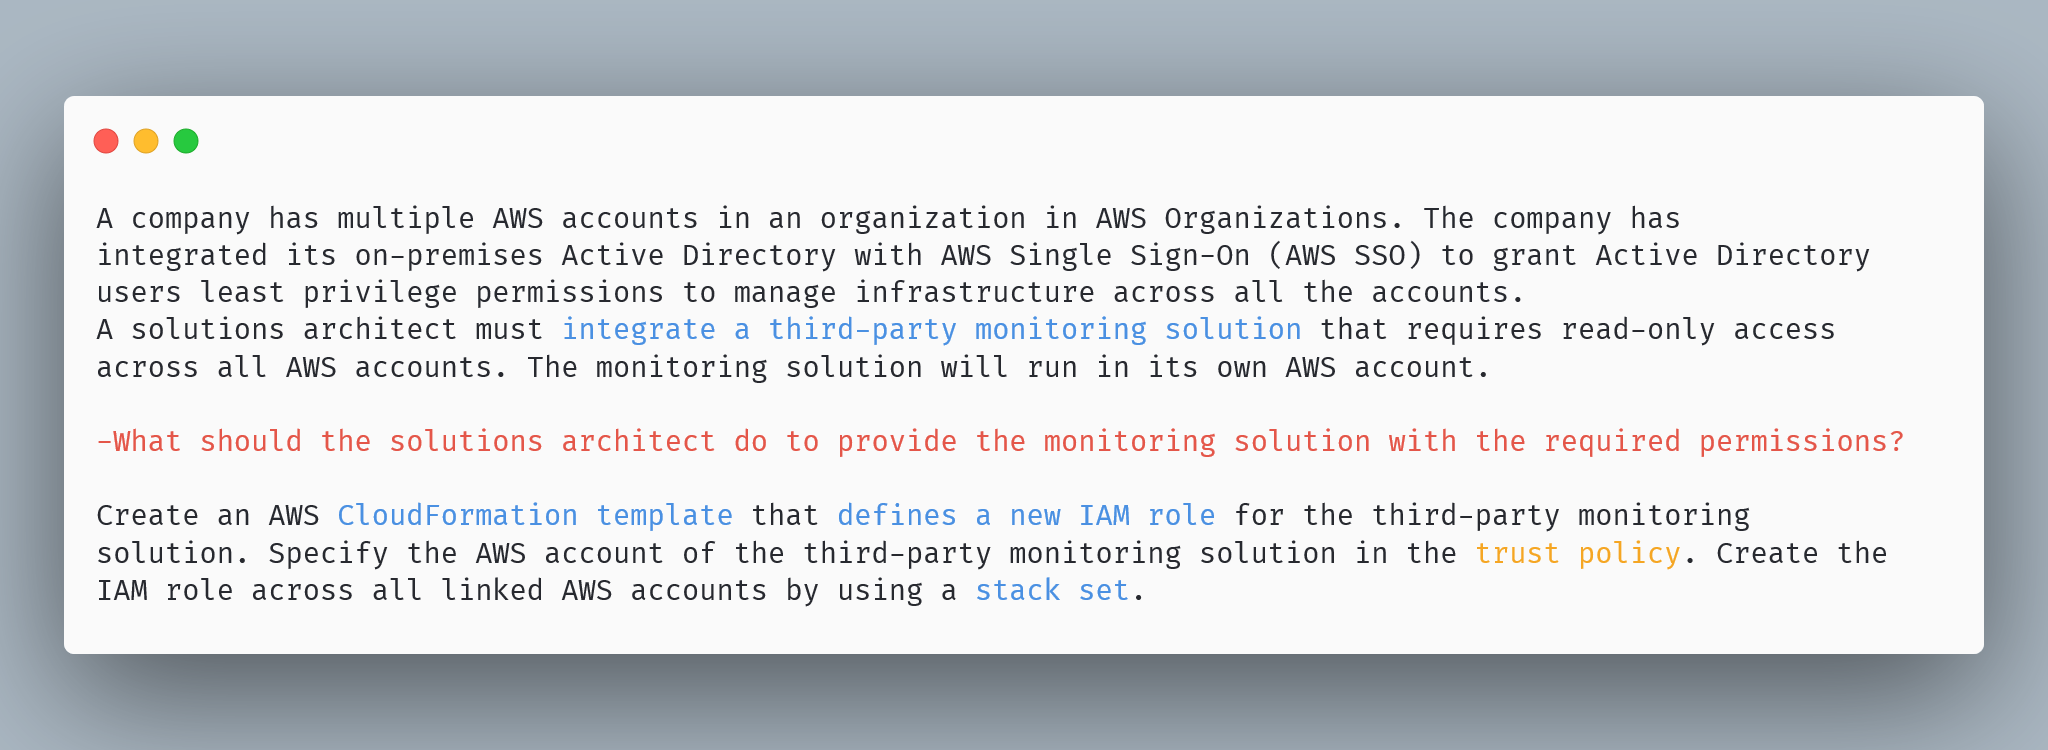 A company has multiple AWS accounts in an organization in AWS Organizations. The company has
integrated its on-premises Active Directory with AWS Single Sign-On (AWS SSO) to grant Active Directory
users least privilege permissions to manage infrastructure across all the accounts.
A solutions architect must integrate a third-party monitoring solution that requires read-only access
across all AWS accounts. The monitoring solution will run in its own AWS account.
-What should the solutions architect do to provide the monitoring solution with the required permissions?
Create an AWS CloudFormation template that defines a new IAM role for the third-party monitoring
solution. Specify the AWS account of the third-party monitoring solution in the trust policy. Create the
IAM role across all linked AWS accounts by using a stack set.